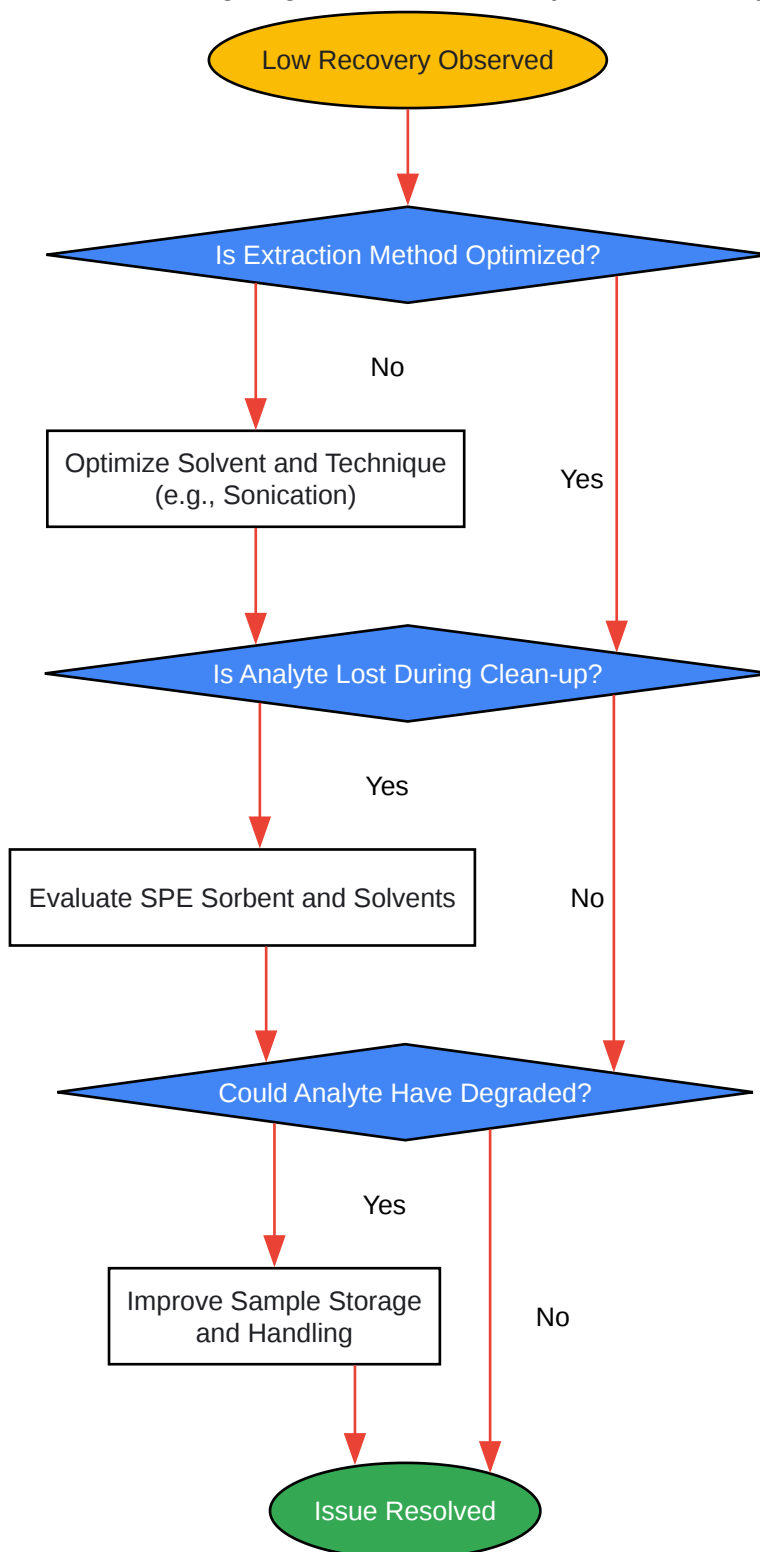 Low Recovery Observed
Is Extraction Method Optimized?
No
Optimize Solvent and Technique
(e.g., Sonication)
Yes
Is Analyte Lost During Clean-up?
Yes
Evaluate SPE Sorbent and Solvents
No
Could Analyte Have Degraded?
Yes
Improve Sample Storage
and Handling
No
Issue Resolved